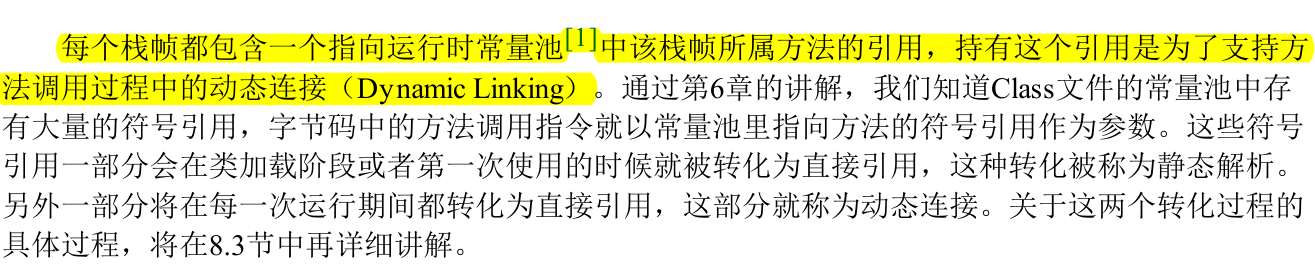 每个栈帧都包含一个指向运行时常量池[1]中该栈帧所属方法的引用，持有这个引用是为了支持方
法调用过程中的动态连接（Dynamic Linking）。通过第6章的讲解，我们知道Class文件的常量池中存
有大量的符号引用，字节码中的方法调用指令就以常量池里指向方法的符号引用作为参数。这些符号
引用一部分会在类加载阶段或者第一次使用的时候就被转化为直接引用，这种转化被称为静态解析。
另外一部分将在每一次运行期间都转化为直接引用，这部分就称为动态连接。关于这两个转化过程的
具体过程，将在8.3节中再详细讲解。